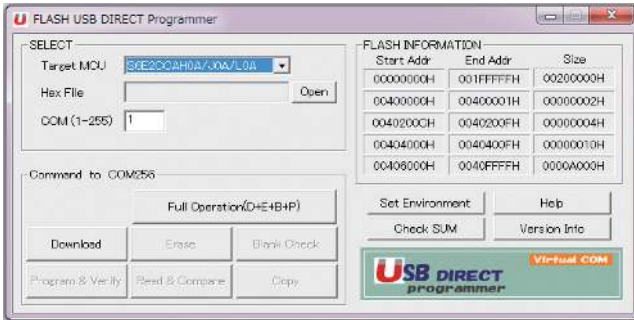 FLASH USB DIRECT Programmer
SELECT
Target MCU S6E2CCAH0A/J0A/L0A
Hex File Open
COM (1-255) 1
FLASH INFORMATION
Start Addr End Addr Size
00000000H 001FFFFFH 00200000H
00400000H 00400001H 00000002H
0040200CH 0040200FH 00000004H
00404000H 0040400FH 00000010H
00406000H 0040FFFFH 0000A000H
Command to COM256
Full Operation(D+E+B+P)
Download Erase Blank Check
Program & Verify Read & Compare Copy
Set Environment Help
Check SUM Version Info
Virtual COM
USB DIRECT
programmer